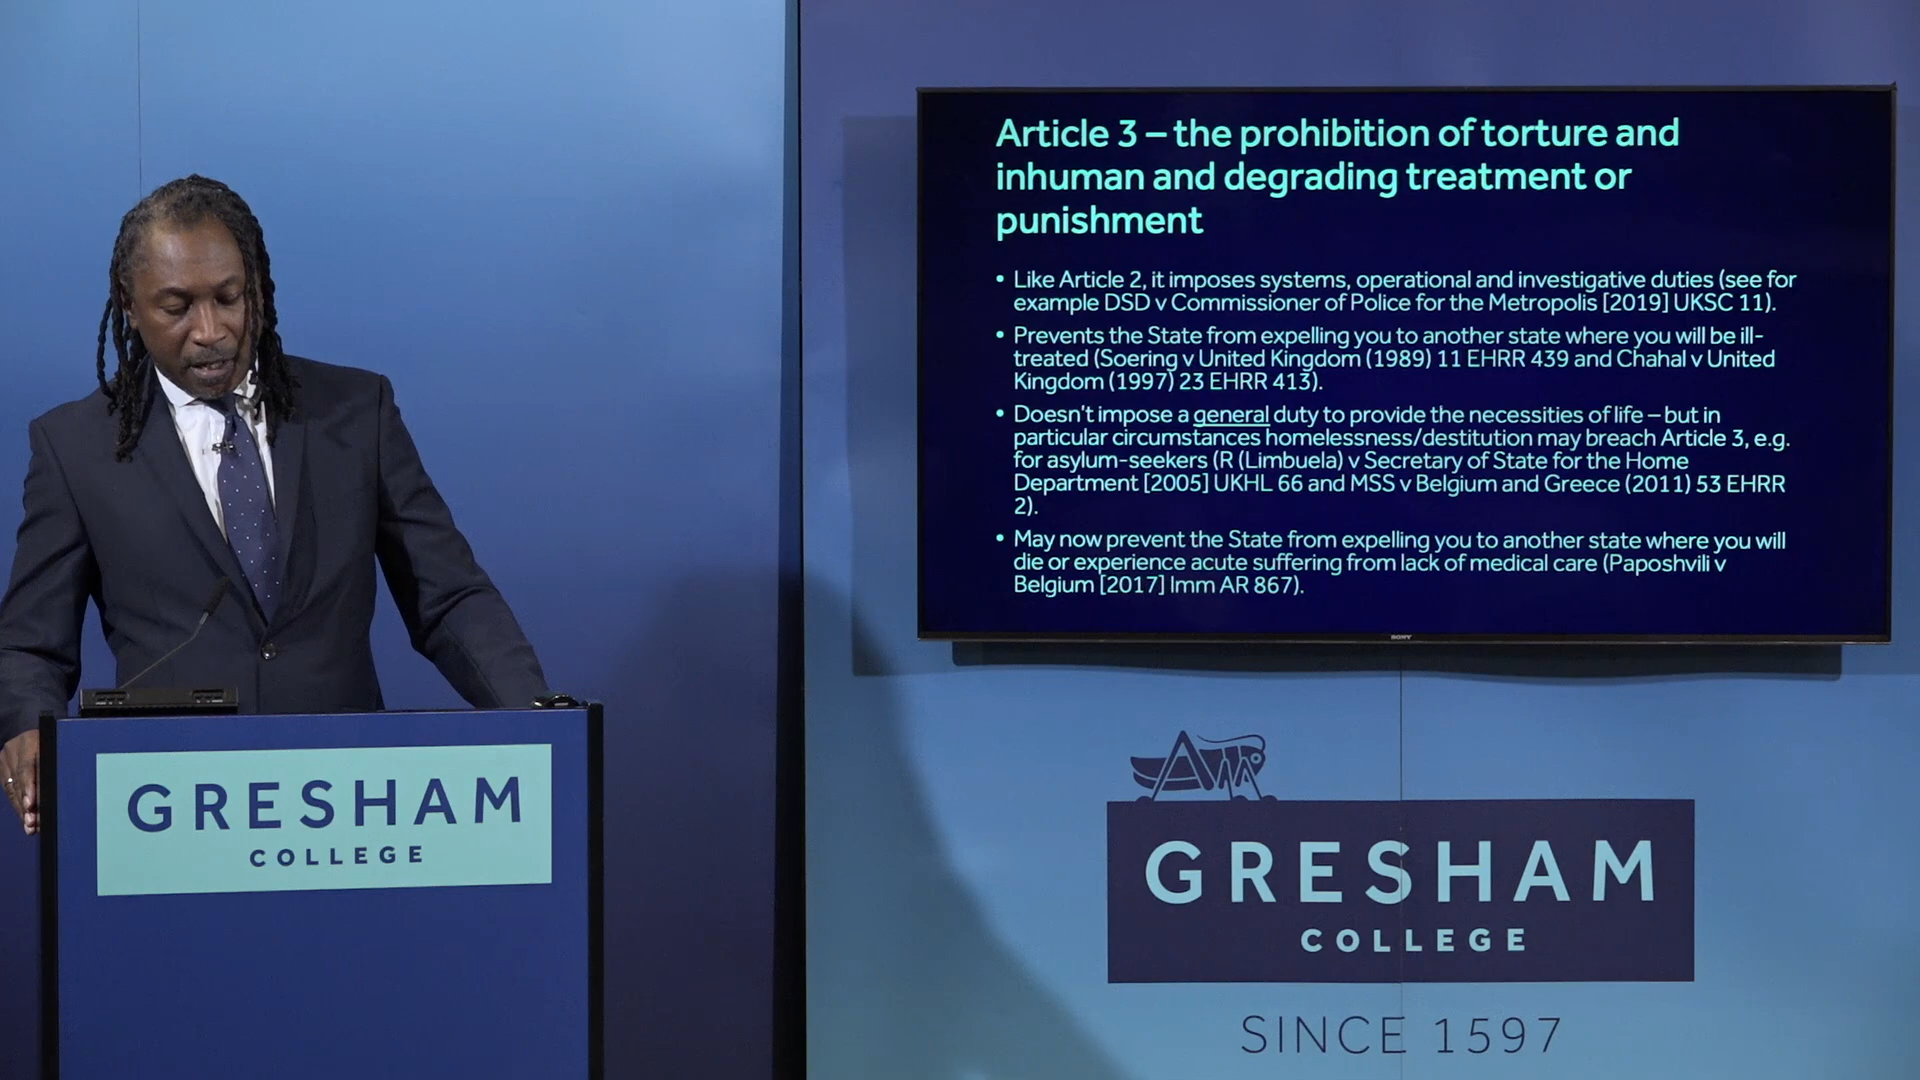 Article 3 – the prohibition of torture and
inhuman and degrading treatment or
punishment
• Like Article 2, it imposes systems, operational and investigative duties (see for
example DSD v Commissioner of Police for the Metropolis [2019] UKSC 11).
• Prevents the State from expelling you to another state where you will be ill-
treated (Soering v United Kingdom (1989) 11 EHRR 439 and Chahal v United
Kingdom (1997) 23 EHRR 413).
• Doesn't impose a general duty to provide the necessities of life – but in
particular circumstances homelessness/destitution may breach Article 3, e.g.
for asylum-seekers (R (Limbuela) v Secretary of State for the Home
Department [2005] UKHL 66 and MSS v Belgium and Greece (2011) 53 EHRR
2).
• May now prevent the State from expelling you to another state where you will
die or experience acute suffering from lack of medical care (Paposhvili v
Belgium [2017] Imm AR 867).
SONY
GRESHAM
COLLEGE
GRESHAM
COLLEGE
SINCE 1597